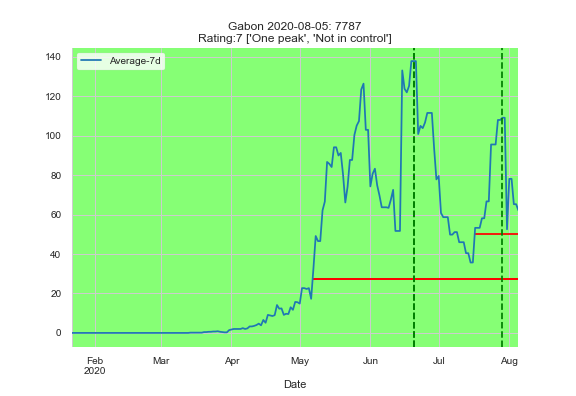 Gabon 2020-08-05: 7787
Rating:7 ['One peak', 'Not in control']
Average-7d
140
120
100
80
60
40
20
0
Feb
2020
Mar
Apr
May
Jun
Jul
Aug
Date